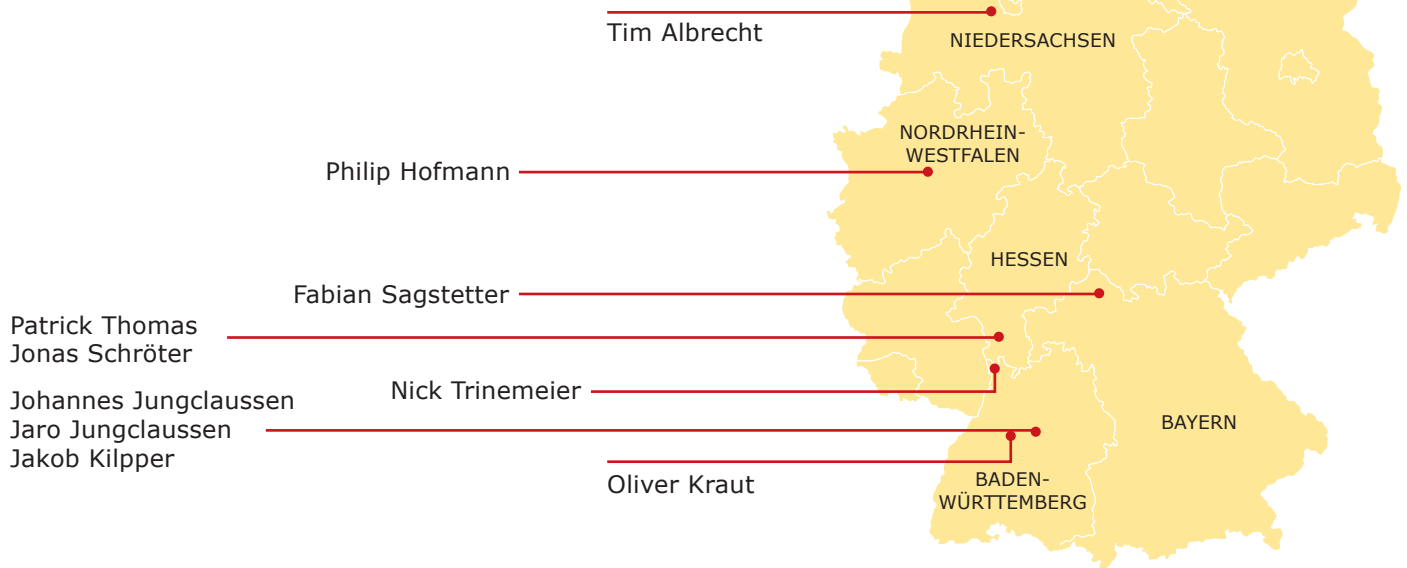 Tim Albrecht
NIEDERSACHSEN
NORDRHEIN-
WESTFALEN
Philip Hofmann
HESSEN
Fabian Sagstetter
Patrick Thomas
Jonas Schröter
Nick Trinemeier
Johannes Jungclaussen
Jaro Jungclaussen
Jakob Kilpper
BAYERN
Oliver Kraut
BADEN-
WÜRTTEMBERG